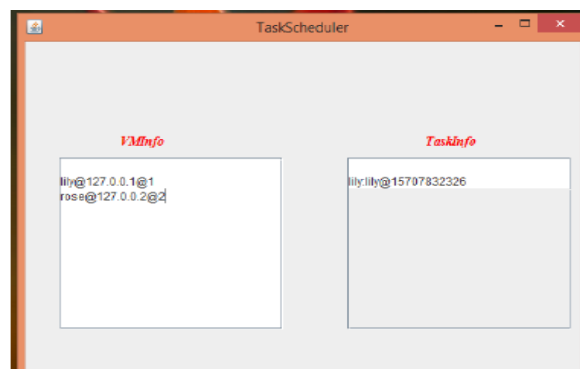 TaskScheduler
VMInfo
TaskInfo
lily@127.0.0.1@1
rose@127.0.0.2@2
lily:lily@15707832326